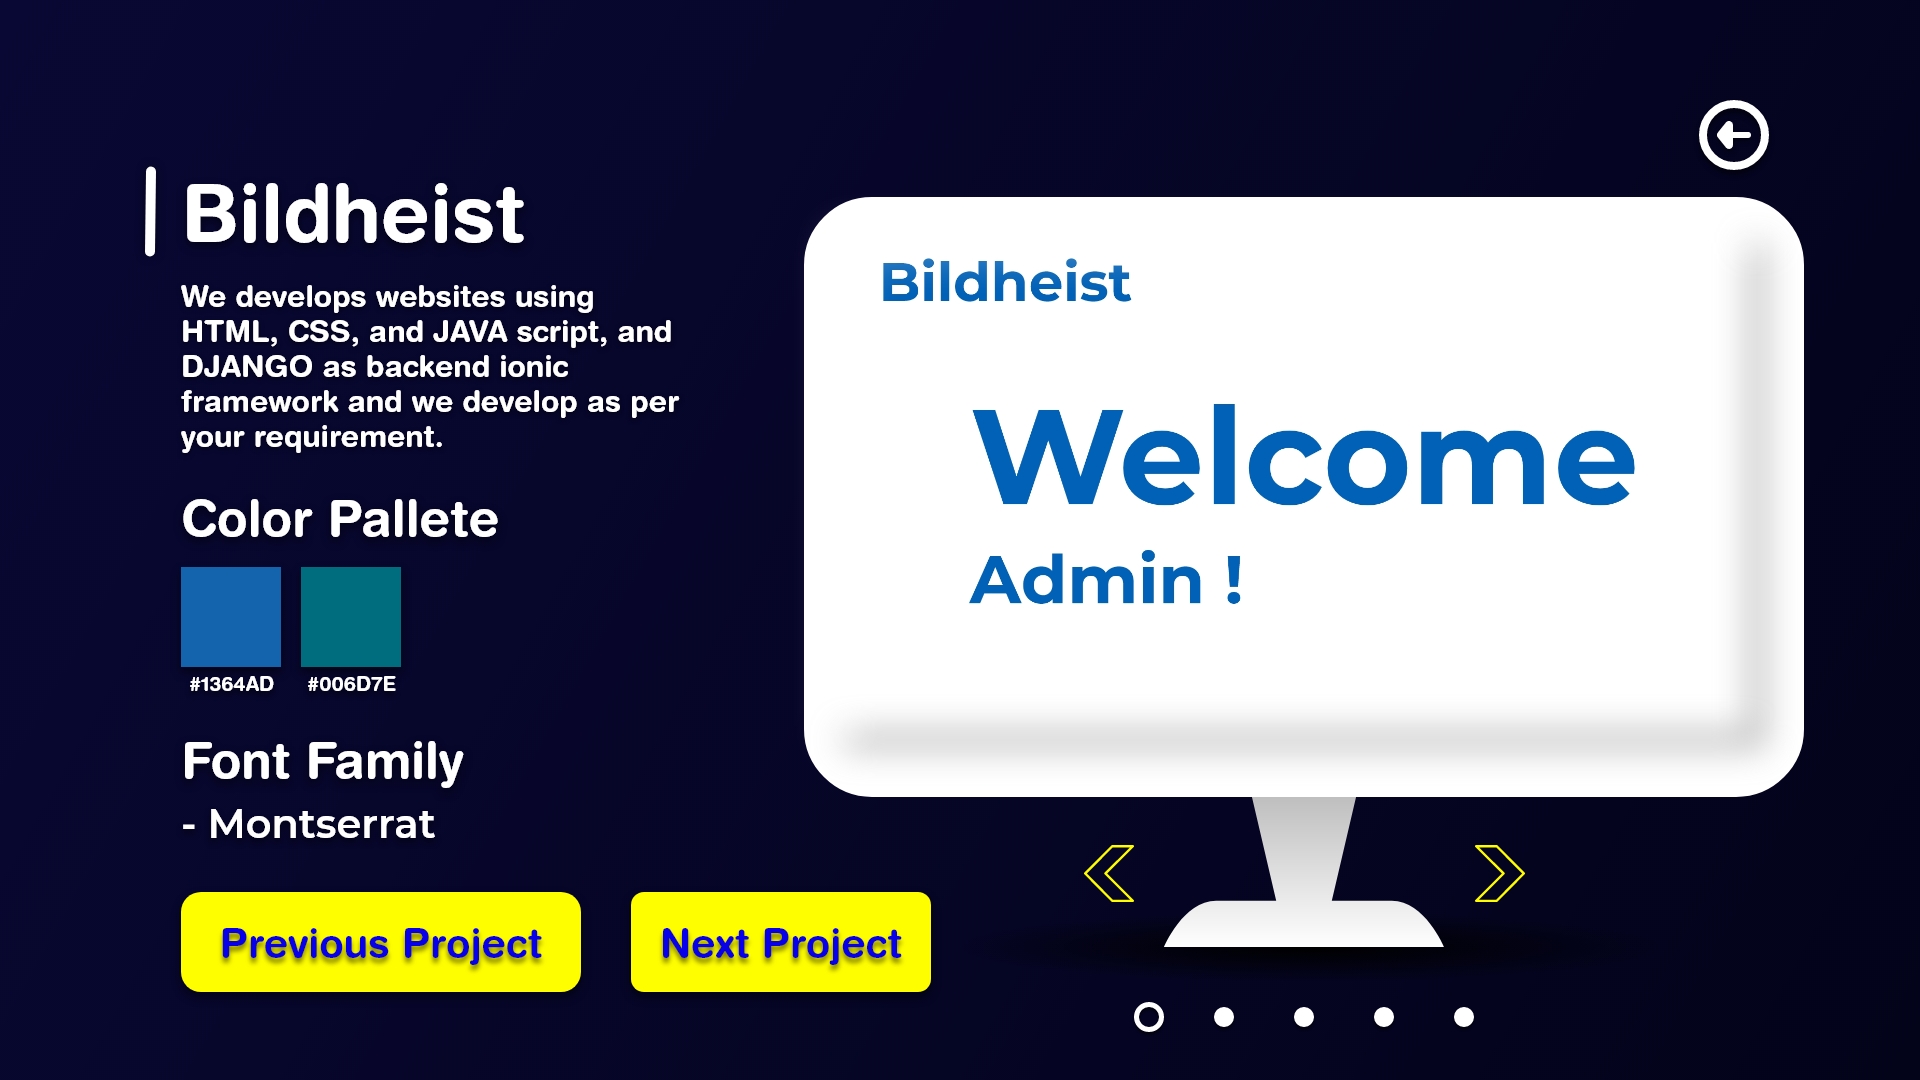 Bildheist
We develops websites using
HTML, CSS, and JAVA script, and
DJANGO as backend ionic
framework and we develop as per
your requirement.
Color Pallete
#1364AD #006D7E
Font Family
- Montserrat
Previous Project
Next Project
Bildheist
Welcome
Admin !